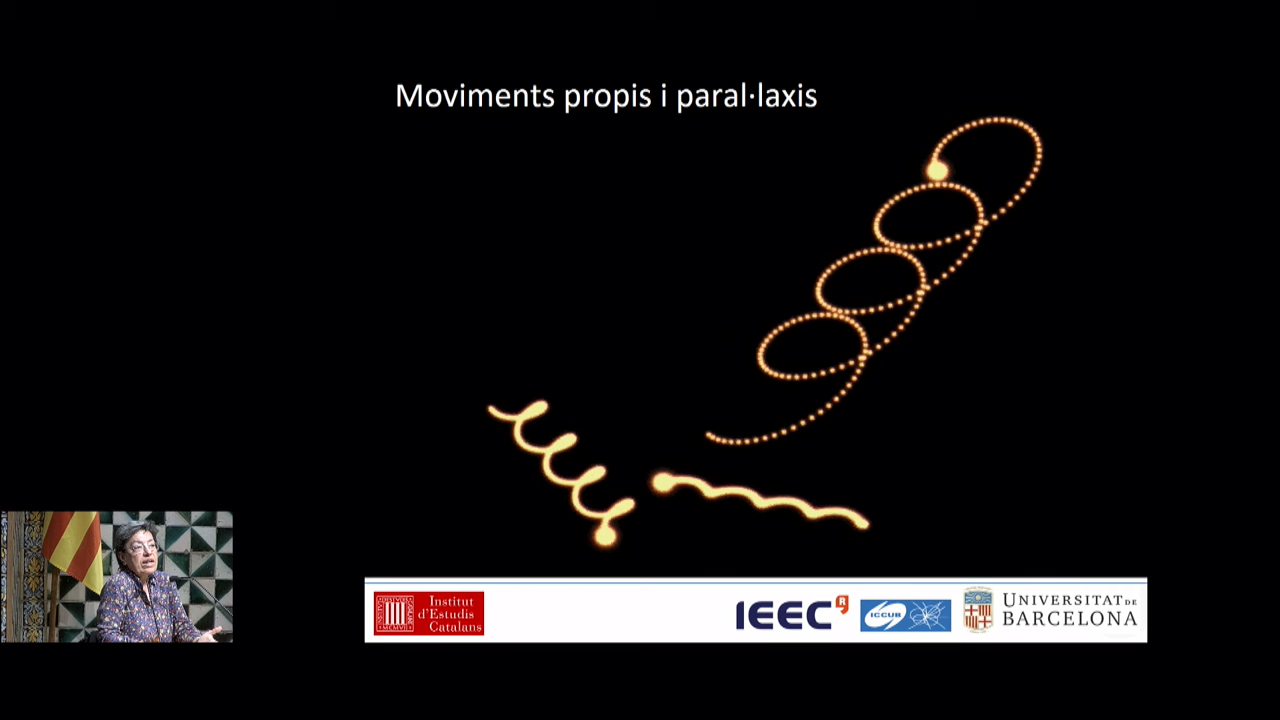 Moviments propis i paral·laxis
Institut
d'Estudis
Catalans
IEEC R
ICCUB
UNIVERSITAT DE
BARCELONA